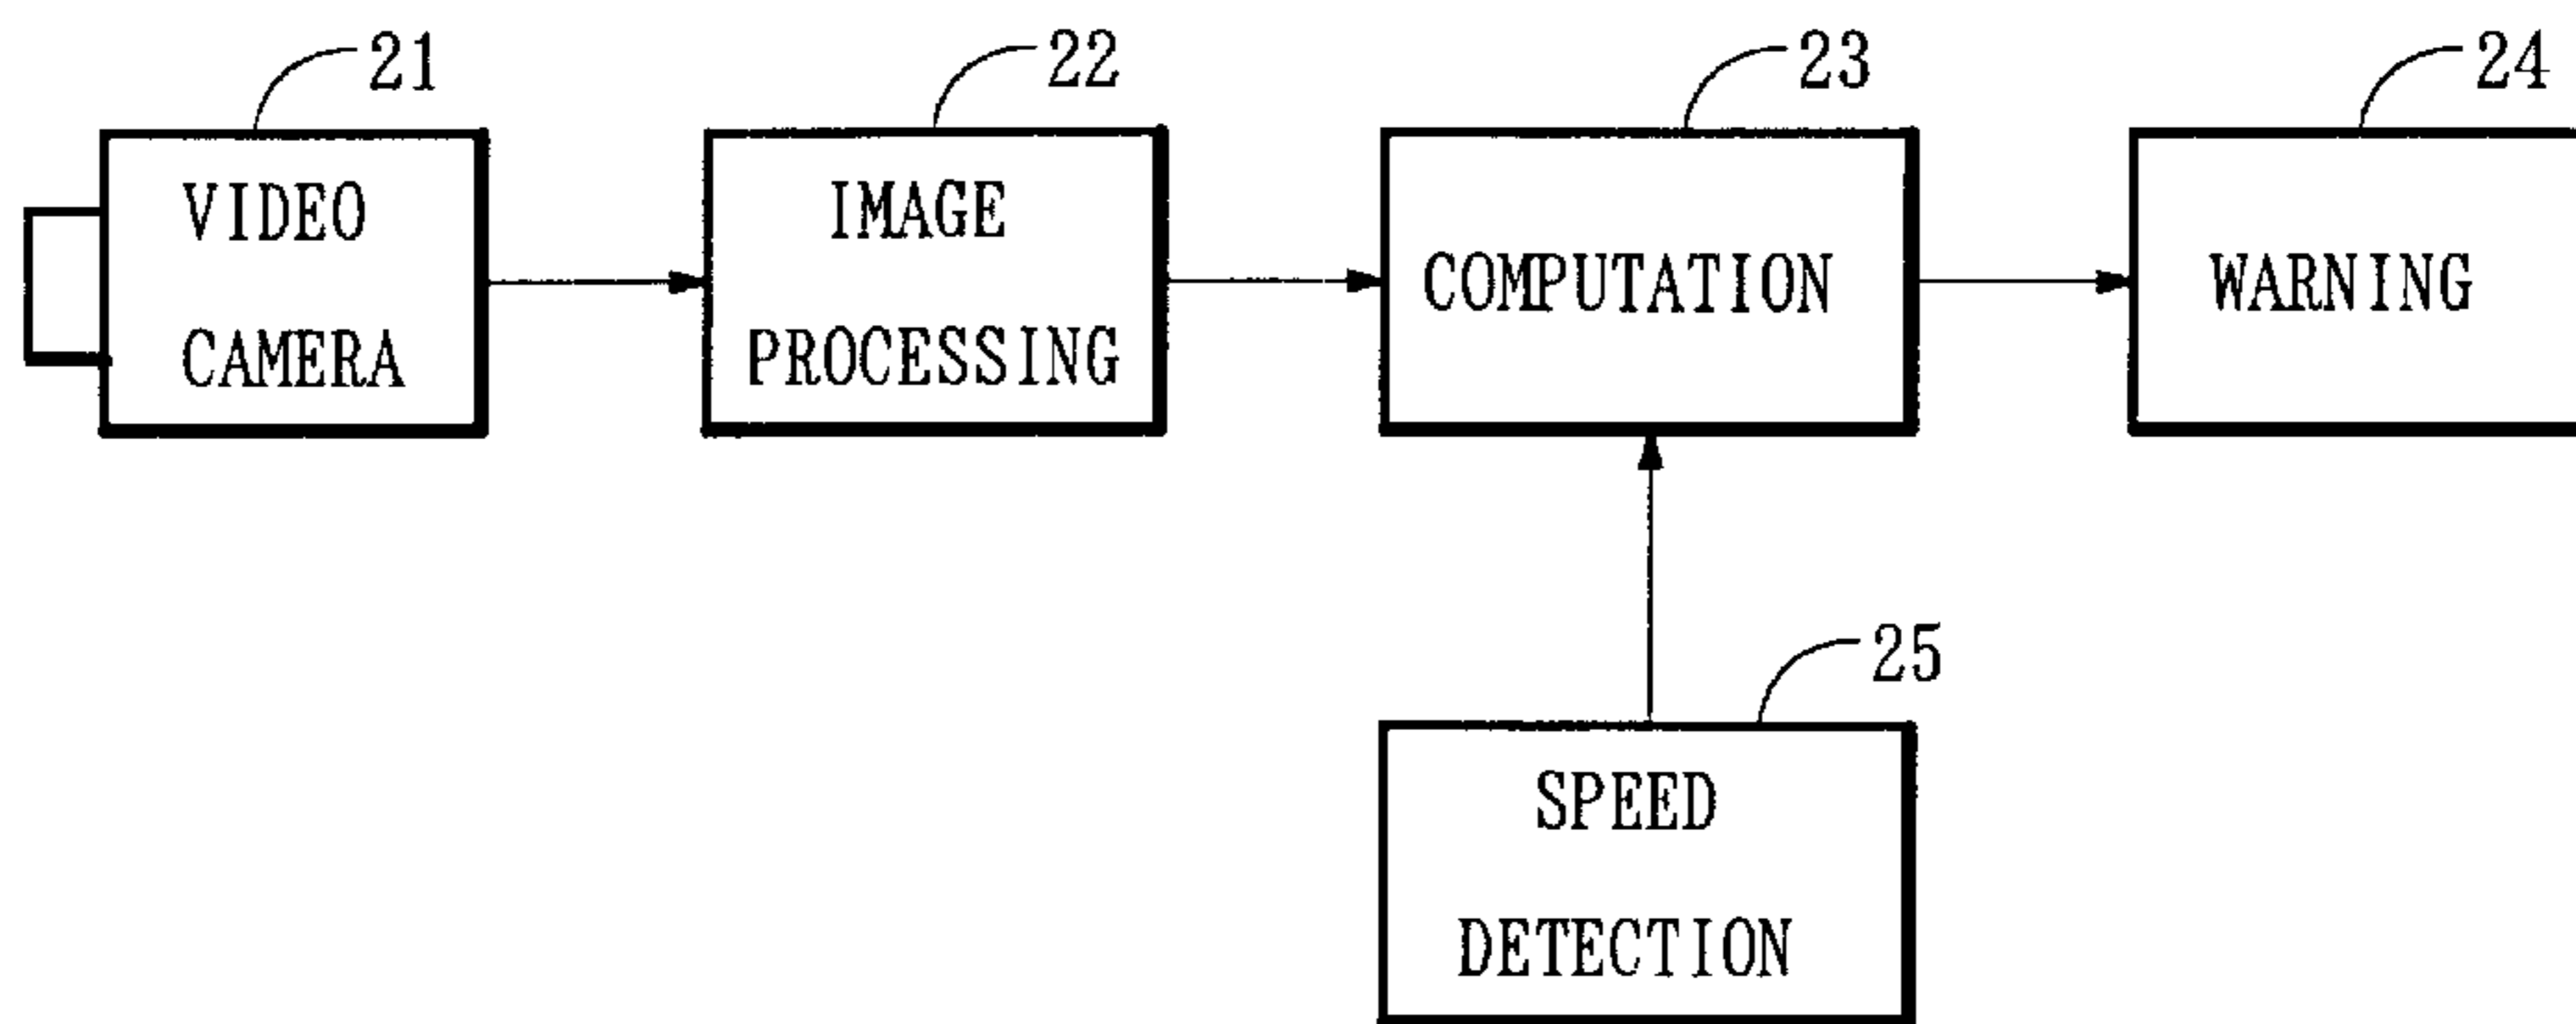 21
22
23
24
VIDEO
CAMERA
IMAGE
PROCESSING
COMPUTATION
WARNING
25
SPEED
DETECTION